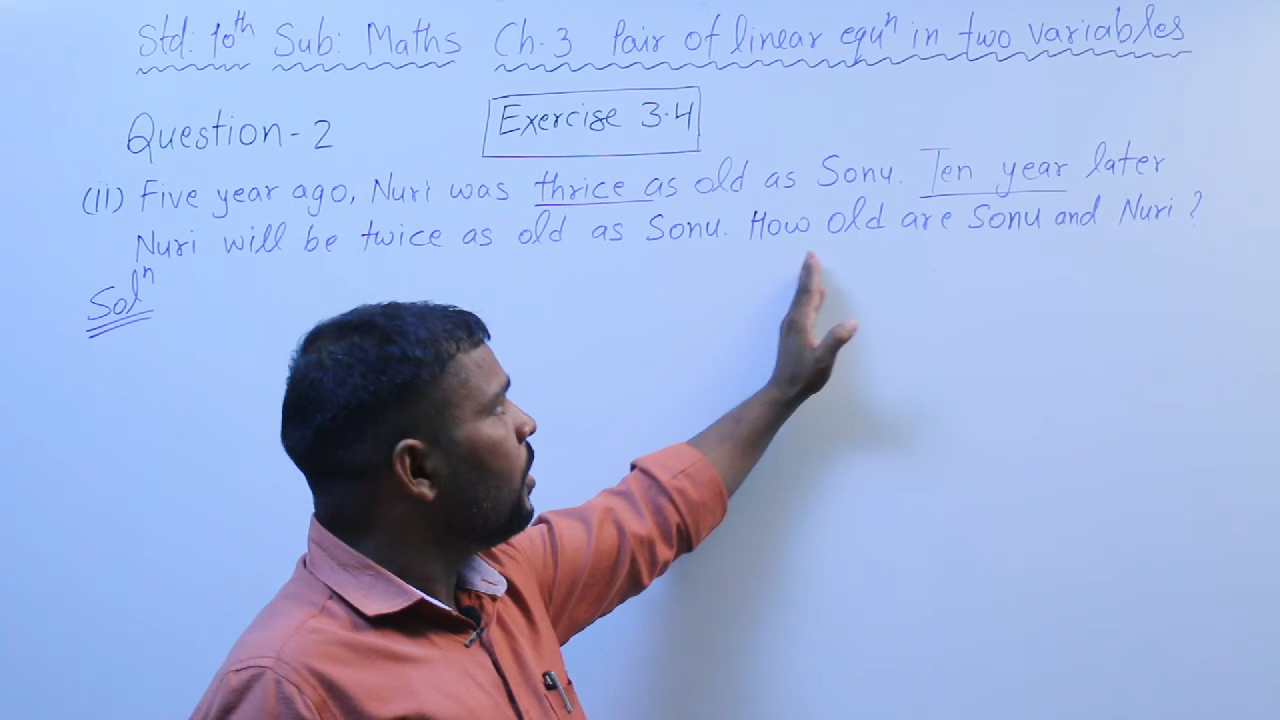 Std: 10th Sub: Maths Ch.3 Pair of linear equⁿ in two variables
Question-2 Exercise 3.4
(ii) Five year ago, Nuri was thrice as old as Sonu. Ten year later
Nuri will be twice as old as Sonu. How old are Sonu and Nuri?
Solⁿ